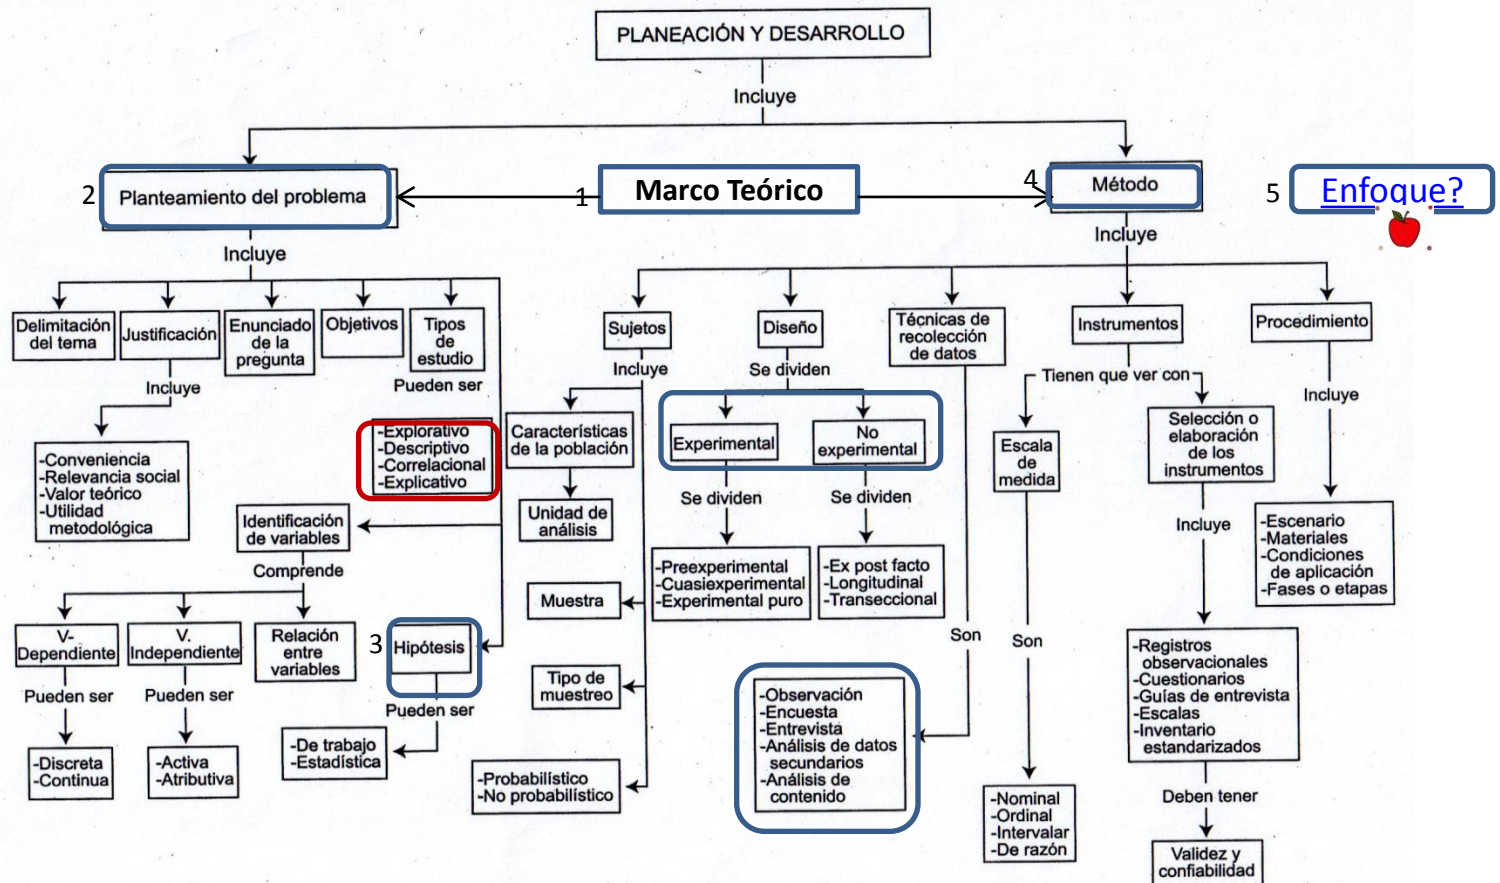 PLANEACIÓN Y DESARROLLO
Incluye
2
Planteamiento del problema
1
Marco Teórico
4
Método
5
Enfoque?
Incluye
Incluye
Delimitación
del tema
Justificación
Enunciado
de la
pregunta
Objetivos
Tipos
de
estudio
Sujetos
Diseño
Técnicas de
recolección
de datos
Instrumentos
Procedimiento
Incluye
Pueden ser
Incluye
Se dividen
Tienen que ver con
Incluye
-Conveniencia
-Relevancia social
-Valor teórico
-Utilidad
metodológica
-Explorativo
-Descriptivo
-Correlacional
-Explicativo
Características
de la población
Unidad de
análisis
Experimental
No
experimental
Escala
de
medida
Selección o
elaboración
de los
instrumentos
Se dividen
Se dividen
Incluye
-Escenario
-Materiales
-Condiciones
de aplicación
-Fases o etapas
Identificación
de variables
Comprende
-Preexperimental
-Cuasiexperimental
-Experimental puro
-Ex post facto
-Longitudinal
-Transeccional
Muestra
V-
Dependiente
V.
Independiente
Relación
entre
variables
3
Hipótesis
Son
Son
-Registros
observacionales
-Cuestionarios
-Guías de entrevista
-Escalas
-Inventario
estandarizados
Pueden ser
Pueden ser
Pueden ser
Tipo de
muestreo
-Observación
-Encuesta
-Entrevista
-Análisis de datos
secundarios
-Análisis de
contenido
-Discreta
-Continua
-Activa
-Atributiva
-De trabajo
-Estadística
-Probabilístico
-No probabilístico
-Nominal
-Ordinal
-Intervalar
-De razón
Deben tener
Validez y
confiabilidad